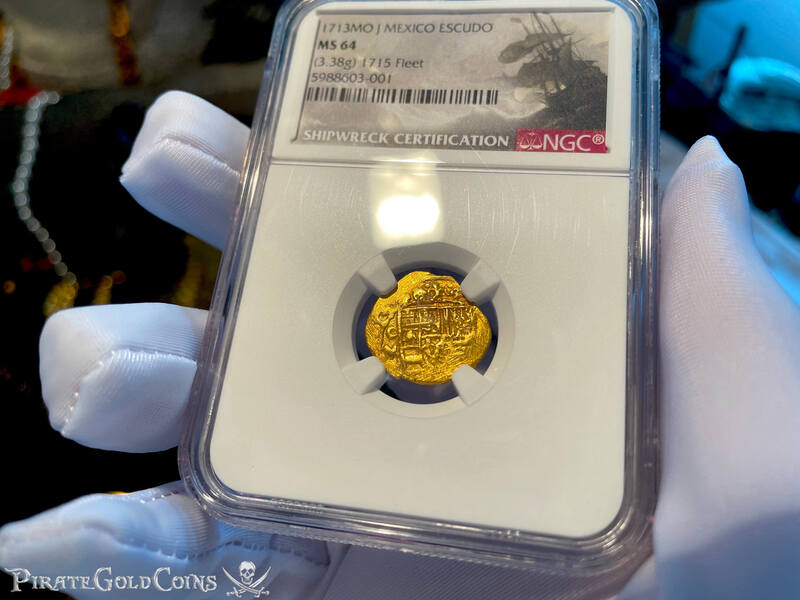 1713MO J MEXICO ESCUDO
MS 64
(3.38g) 1715 Fleet
5988603-001
SHIPWRECK CERTIFICATION NGC®
PIRATEGOLDCOINS